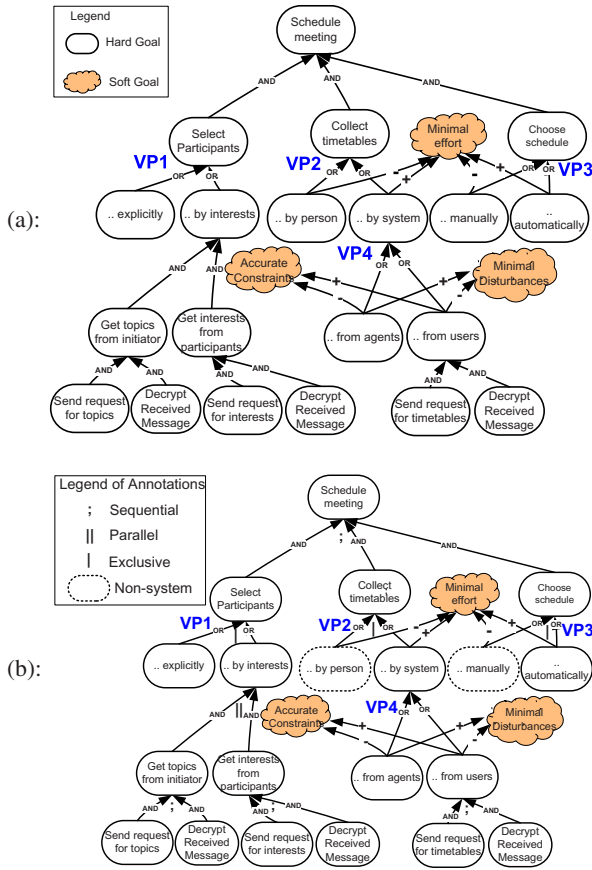 Legend
Hard Goal
Soft Goal
Schedule
meeting
AND
AND
AND
Select
Participants
Collect
timetables
Minimal
effort
Choose
schedule
VP1
OR
OR
VP2
OR
OR
-
+
-
+
OR
OR
VP3
.. explicitly
.. by interests
.. by person
.. by system
.. manually
..
automatically
(a):
VP4
AND
AND
Accurate
Constraints
OR
OR
Minimal
Disturbances
+
-
+
-
Get topics
from initiator
Get interests
from
participants
.. from agents
.. from users
AND
AND
AND
AND
AND
AND
Send request
for topics
Decrypt
Received
Message
Send request
for interests
Decrypt
Received
Message
Send request
for timetables
Decrypt
Received
Message
Legend of Annotations
; Sequential
|| Parallel
| Exclusive
Non-system
Schedule
meeting
AND
;
AND
AND
Select
Participants
Collect
timetables
Minimal
effort
Choose
schedule
VP1
OR
|
OR
VP2
OR
|
OR
-
+
-
+
OR
|
OR
VP3
.. explicitly
.. by interests
.. by person
.. by system
.. manually
..
automatically
(b):
VP4
AND
||
AND
Accurate
Constraints
OR
OR
Minimal
Disturbances
+
-
+
-
Get topics
from initiator
Get interests
from
participants
.. from agents
.. from users
AND
;
AND
AND
;
AND
AND
;
AND
Send request
for topics
Decrypt
Received
Message
Send request
for interests
Decrypt
Received
Message
Send request
for timetables
Decrypt
Received
Message